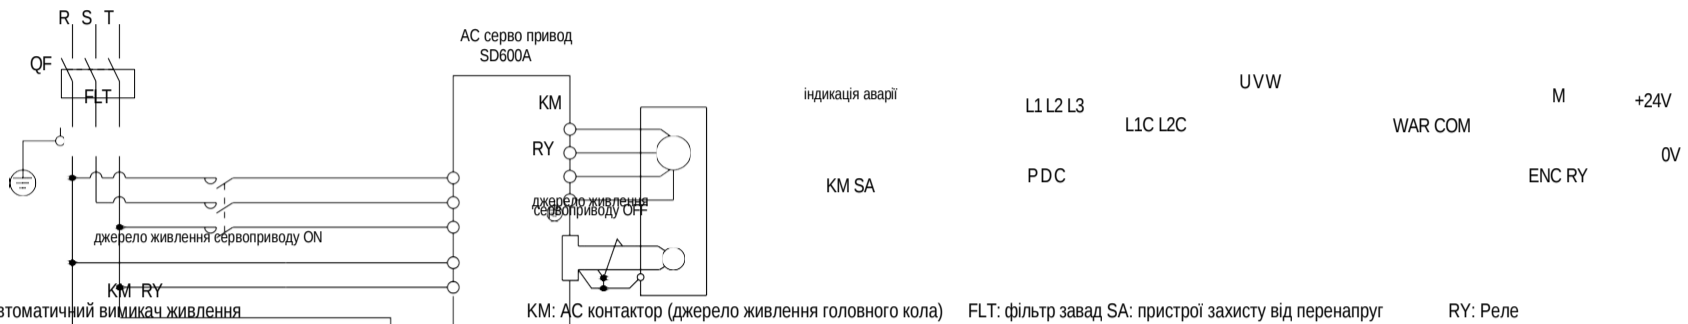 R S T
AC серво привод
SD600A
QF
FLT
KM
RY
індикація аварії
L1 L2 L3
L1C L2C
UVW
WAR COM
M
+24V
0V
KM SA
PDC
ENC RY
джерело живлення
сервоприводу OFF
джерело живлення сервоприводу ON
KM RY
втоматичний вимикач живлення
KM: AC контактор (джерело живлення головного кола) FLT: фільтр завад SA: пристрої захисту від перенапруг RY: Реле